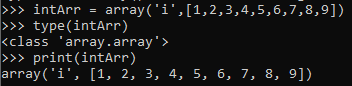 >>> intArr = array('i',[1,2,3,4,5,6,7,8,9])
>>> type(intArr)
<class 'array.array'>
>>> print(intArr)
array('i', [1, 2, 3, 4, 5, 6, 7, 8, 9])